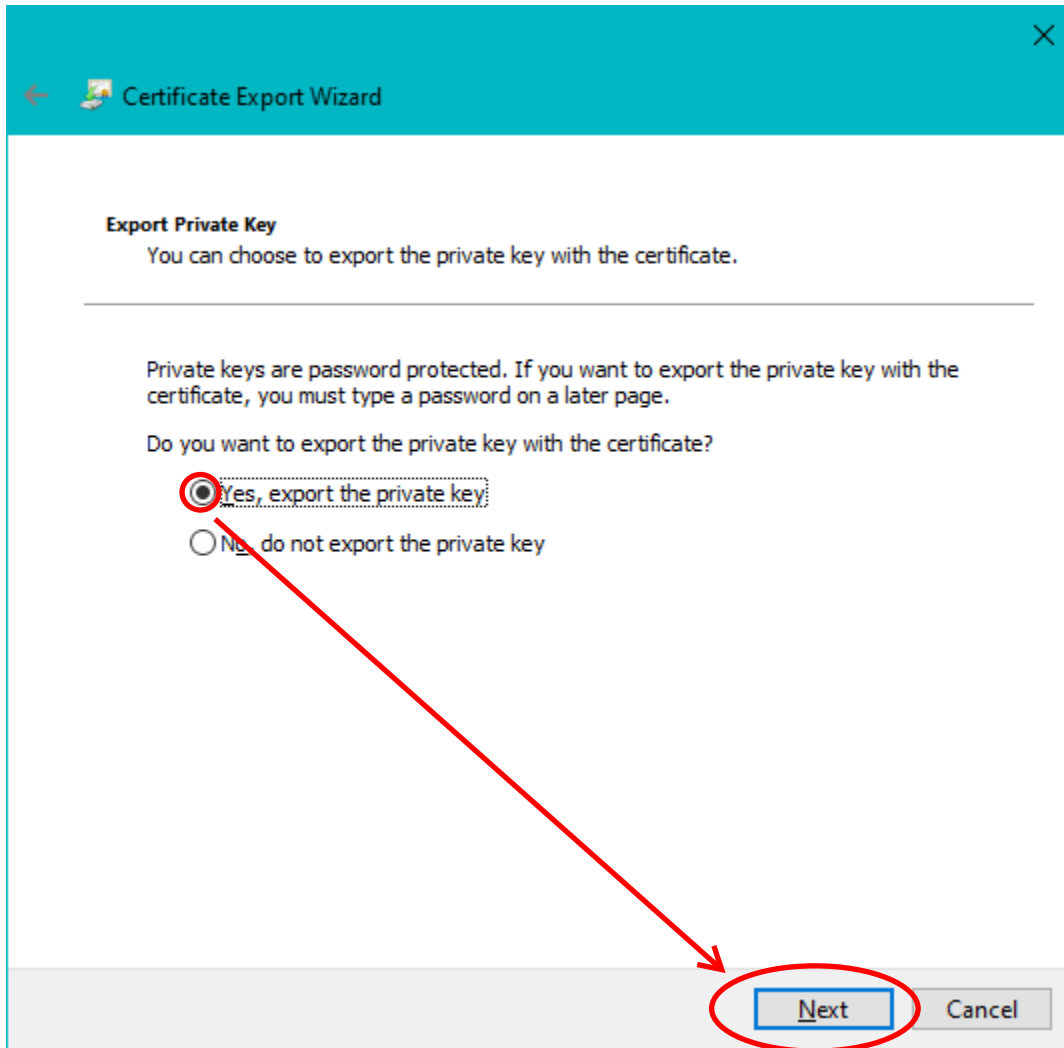 Certificate Export Wizard
Export Private Key
You can choose to export the private key with the certificate.
Private keys are password protected. If you want to export the private key with the
certificate, you must type a password on a later page.
Do you want to export the private key with the certificate?
Yes, export the private key
No, do not export the private key
Next
Cancel